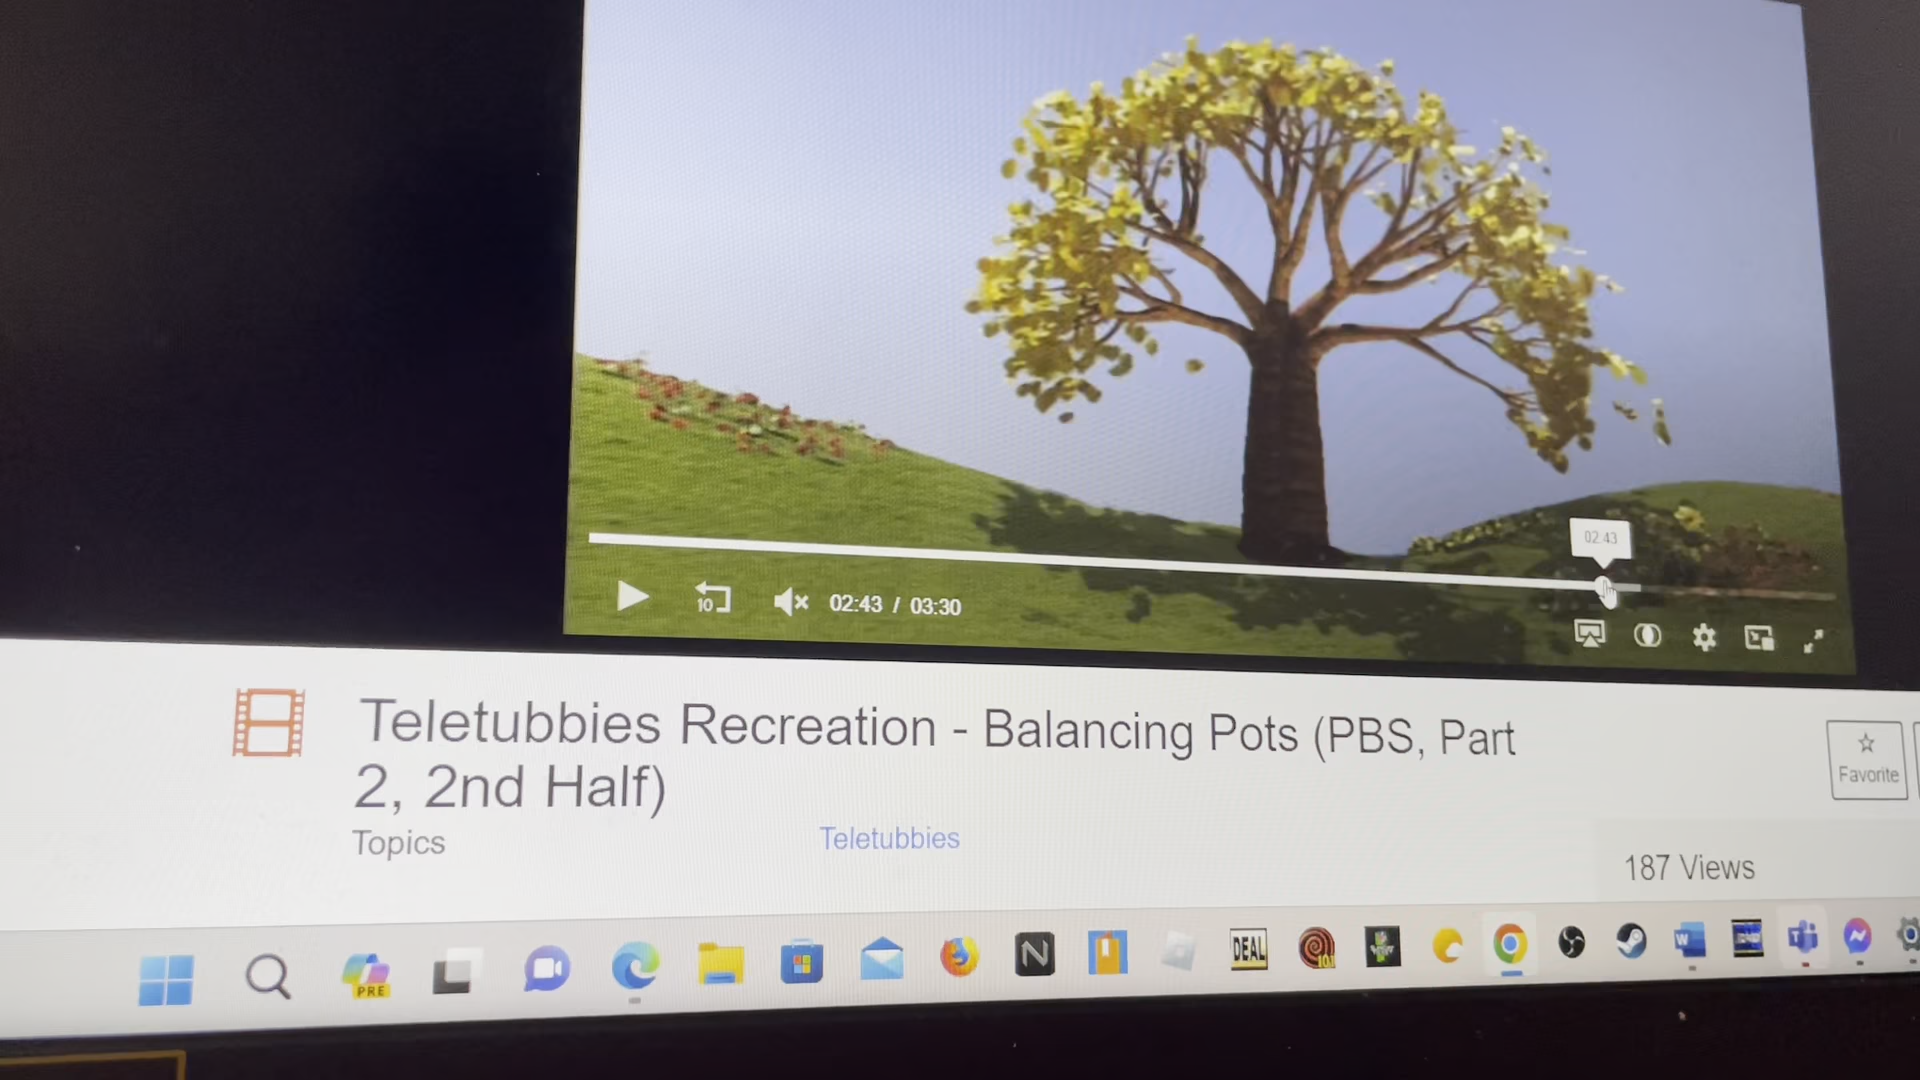 02:43
10
02:43 / 03:30
Teletubbies Recreation - Balancing Pots (PBS, Part
2, 2nd Half)
Favorite
Topics
Teletubbies
187 Views
PRE
N
DEAL
W
T